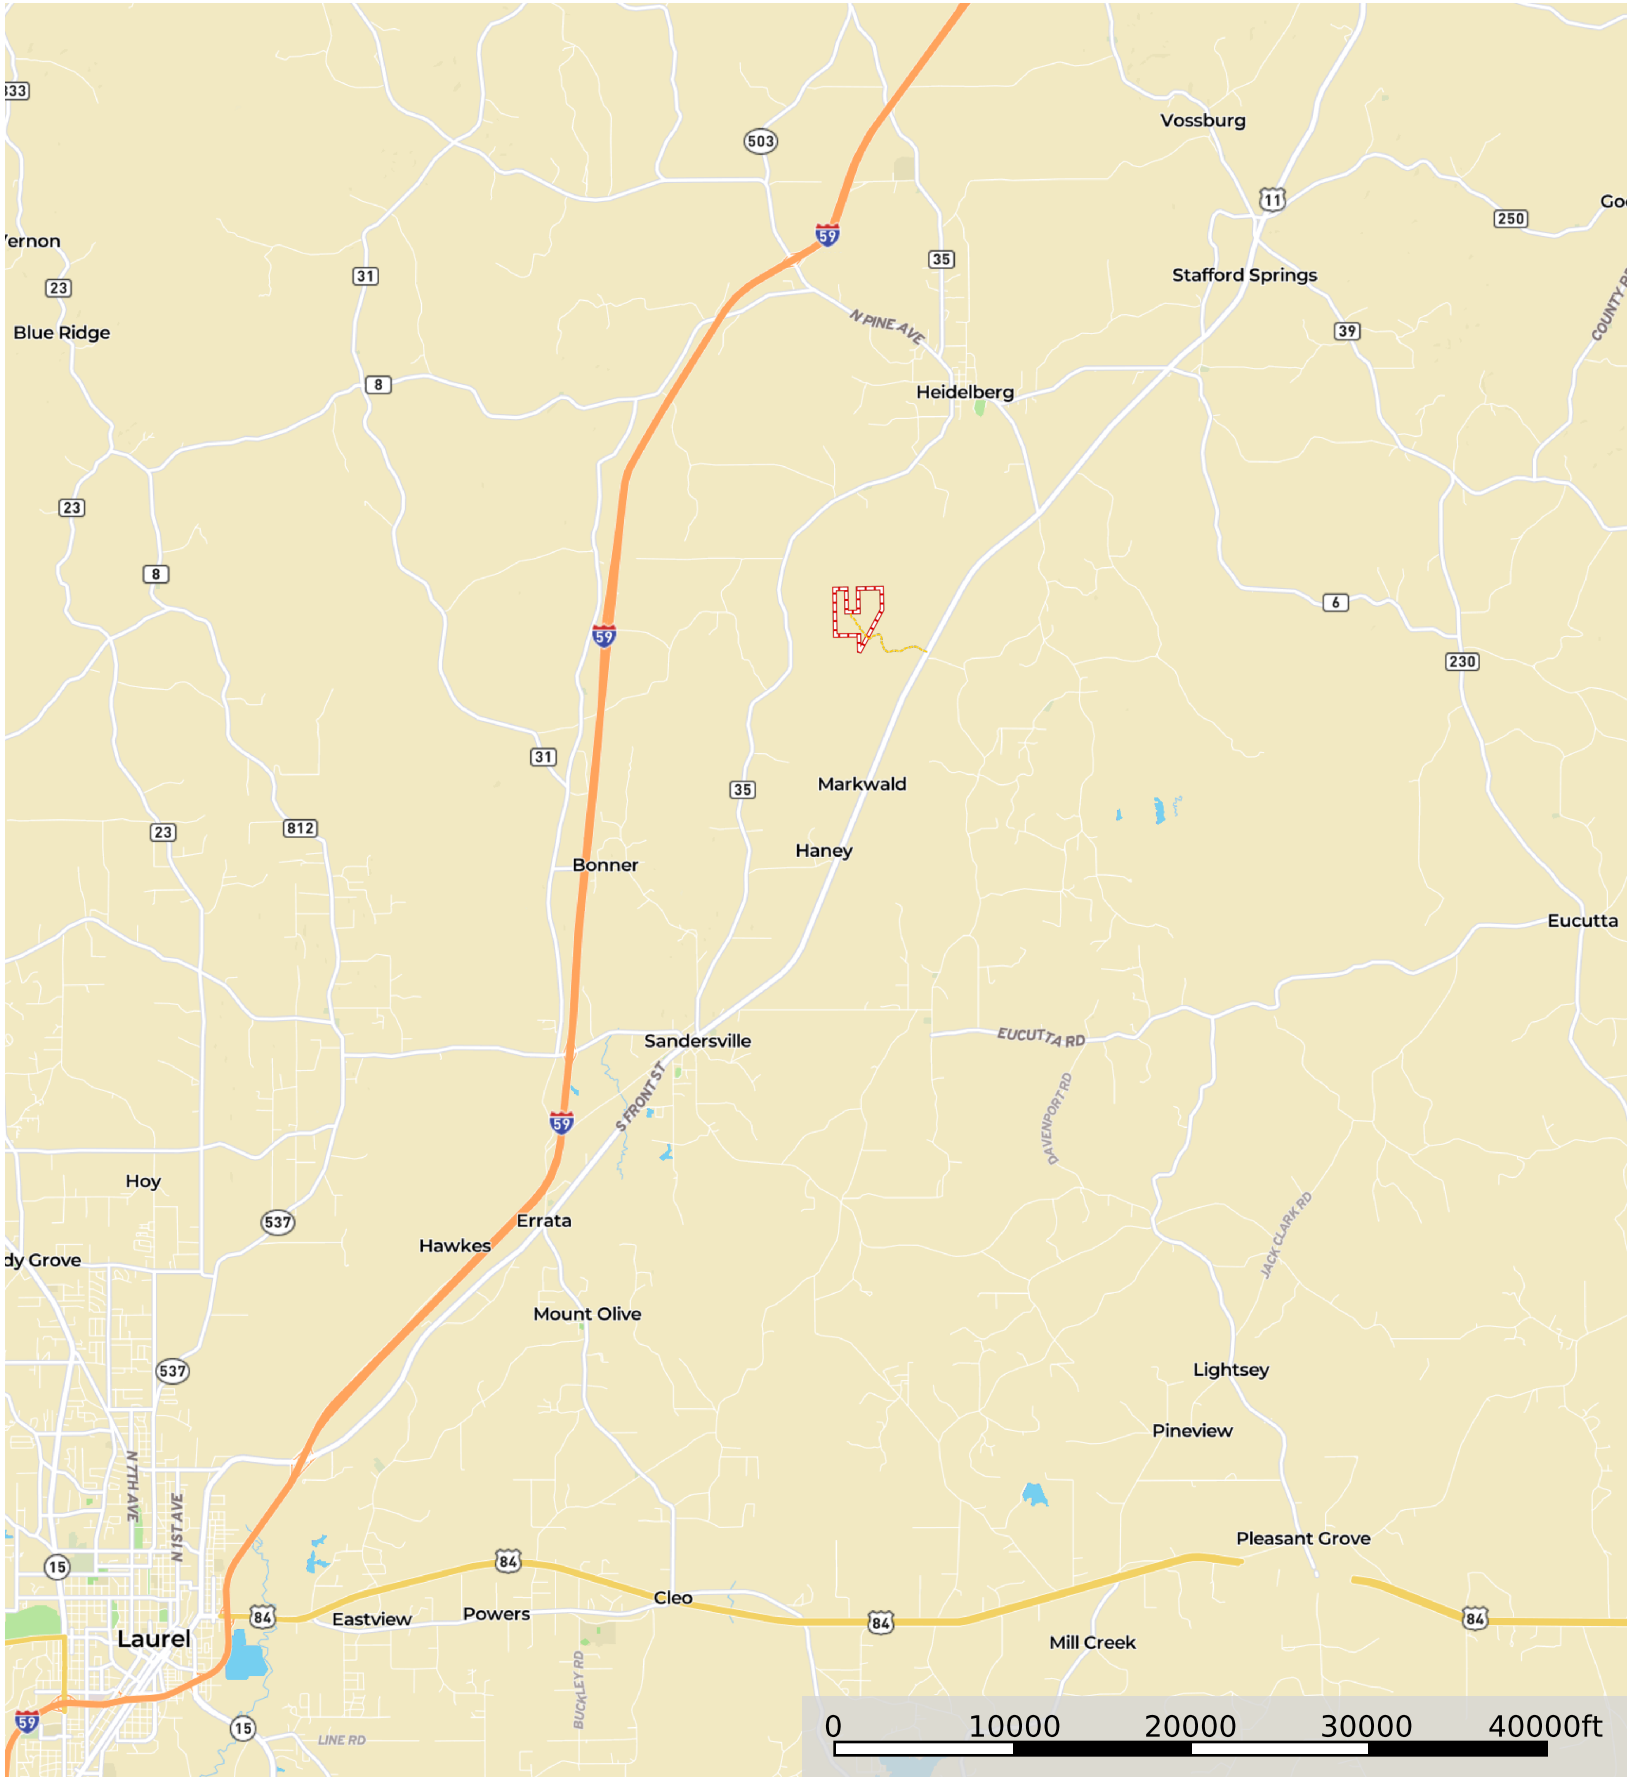 333
503
Vossburg
11
250
59
35
31
Stafford Springs
23
N PINE AVE
COUNTY
Blue Ridge
39
8
Heidelberg
23
8
6
59
230
31
Markwald
35
812
23
Haney
Bonner
Eucutta
Sandersville
EUCUTTA RD
S FRONT ST
DAVENPORT RD
59
Hoy
537
Errata
Hawkes
JACK CLARK RD
dy Grove
Mount Olive
537
Lightsey
Pineview
N 7TH AVE
N 1ST AVE
Pleasant Grove
15
84
Cleo
84
Eastview
Powers
84
84
Laurel
Mill Creek
BUCKLEY RD
59
15
LINE RD
0 10000 20000 30000 40000ft